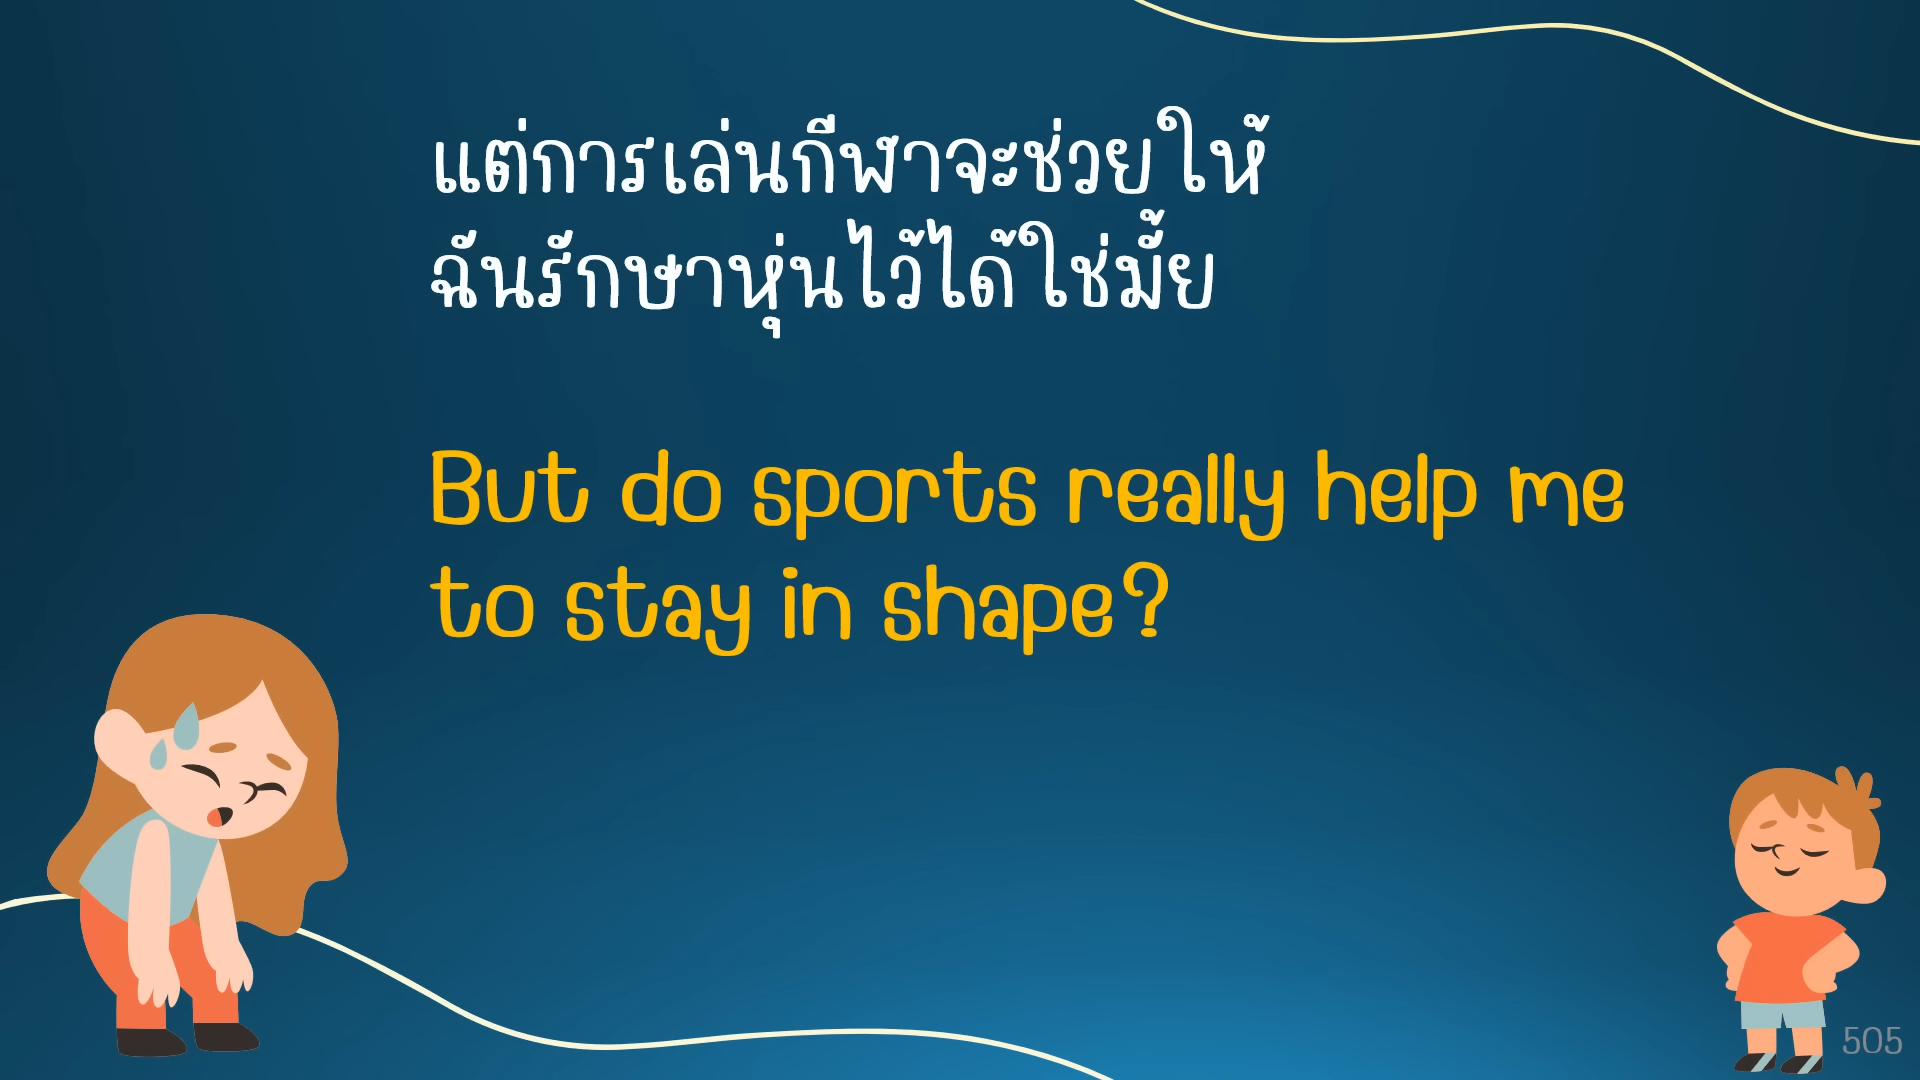 แต่การเล่นกีฬาจะช่วยให้
ฉันรักษาหุ่นไว้ได้ใช่มั้ย
But do sports really help me
to stay in shape?
505